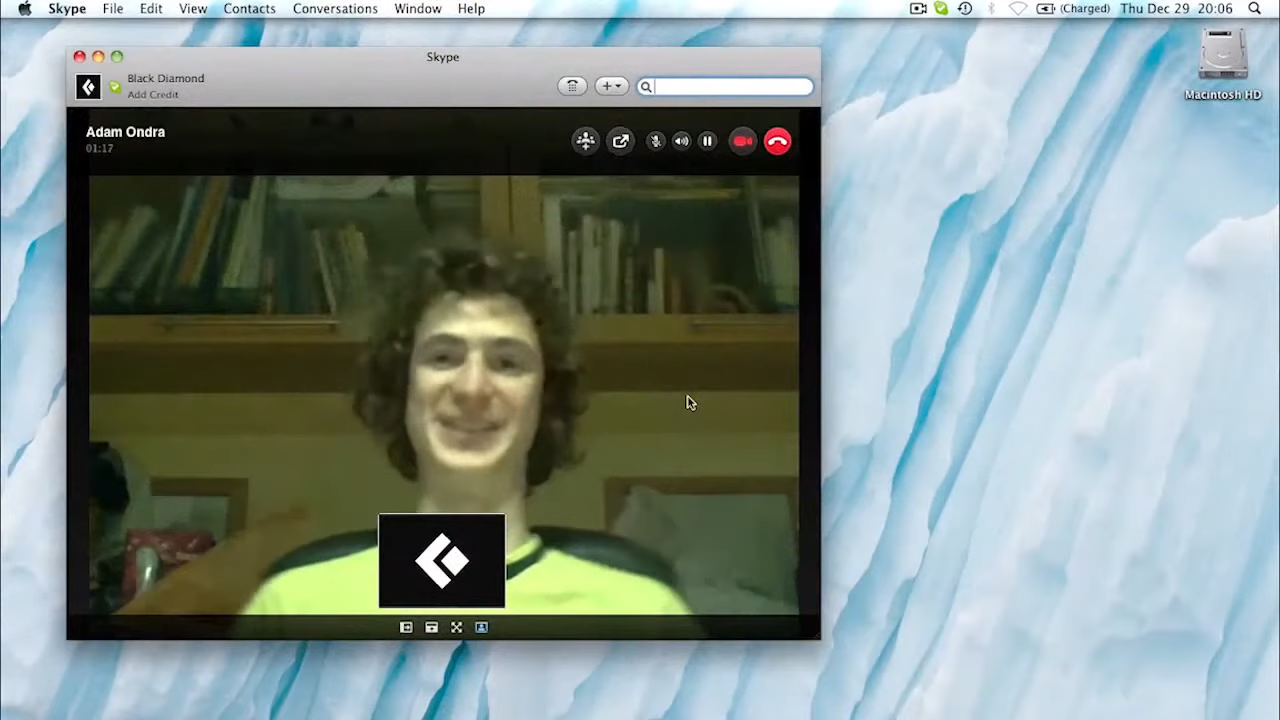 Skype File Edit View Contacts Conversations Window Help (Charged) Thu Dec 29 20:06
Skype
Black Diamond
Add Credit
Adam Ondra
01:17
Macintosh HD